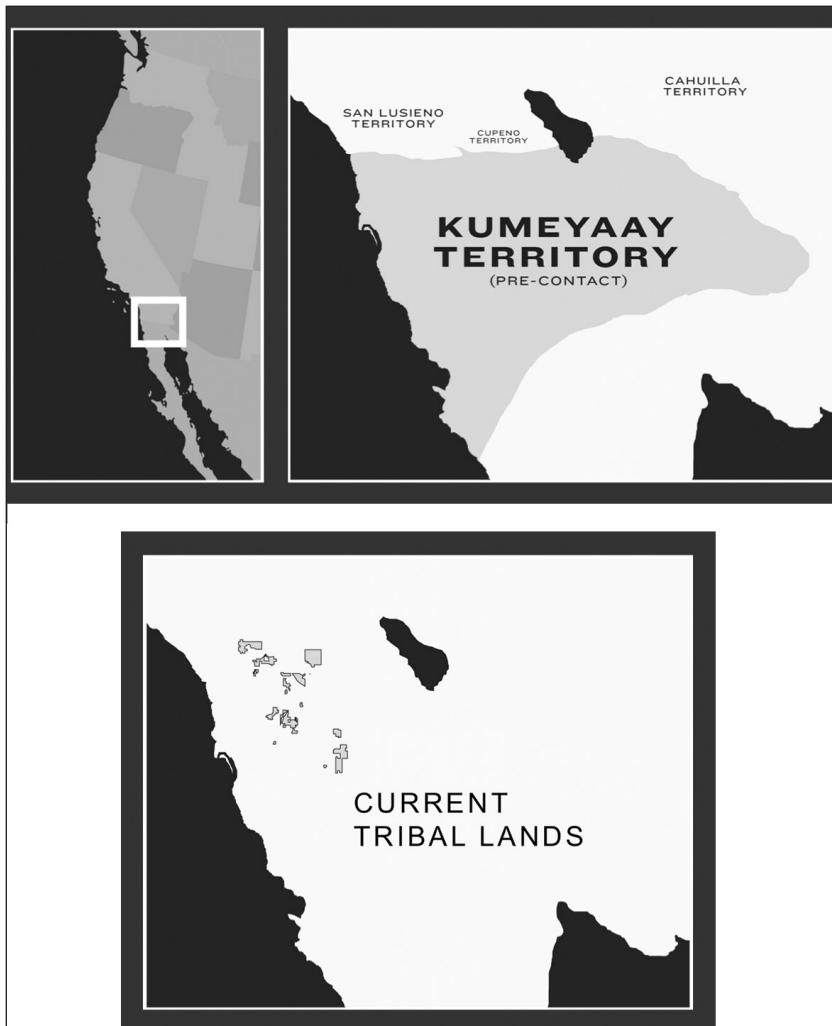 SAN LUSIENO
TERRITORY
CUPENO
TERRITORY
CAHUILLA
TERRITORY
KUMEYAAY
TERRITORY
(PRE-CONTACT)
CURRENT
TRIBAL LANDS